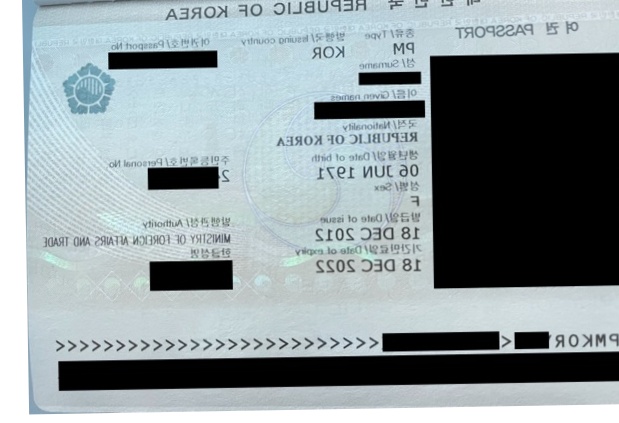 대한민국 REPUBLIC OF KOREA
여권 PASSPORT
종류/Type 발행국/Issuing country 여권번호/Passport No
PM KOR
성/Surname
이름/Given names
국적/Nationality
REPUBLIC OF KOREA
생년월일/Date of birth 주민등록번호/Personal No
06 JUN 1971 2
성별/Sex
F
발급일/Date of issue 발행관청/Authority
18 DEC 2012 MINISTRY OF FOREIGN AFFAIRS AND TRADE
기간만료일/Date of expiry 한글성명
18 DEC 2022
PMKOR < <<<<<<<<<<<<<<<<<<<<<<<<<<<